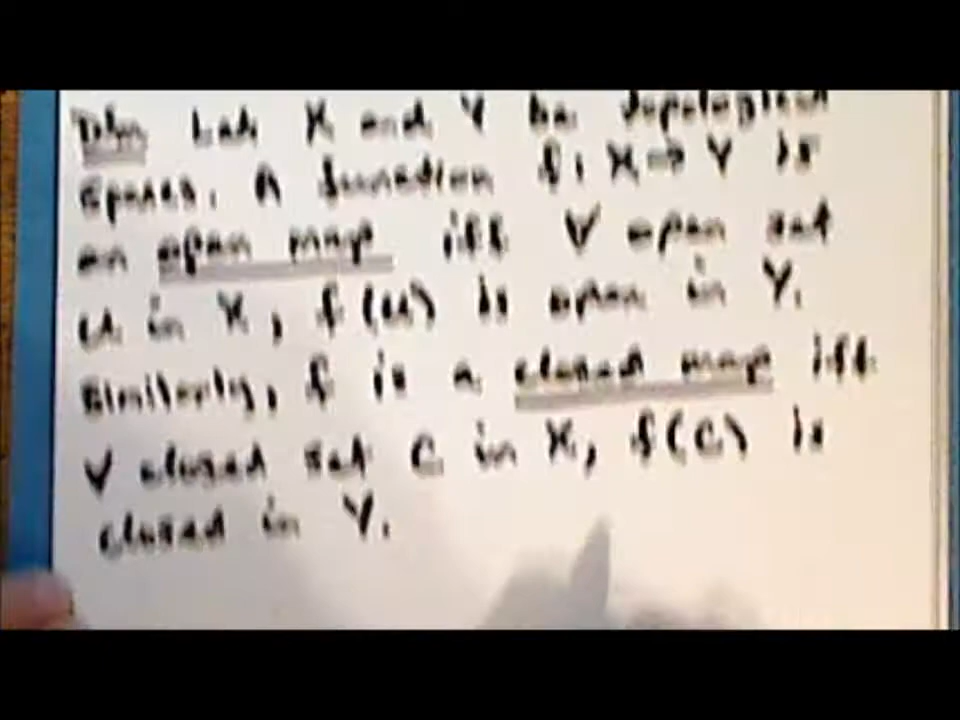 Dfn Let X and Y be topological
spaces. A function f: X → Y is
an open map iff ∀ open set
U in X, f(U) is open in Y.
Similarly, f is a closed map iff
∀ closed set C in X, f(C) is
closed in Y.